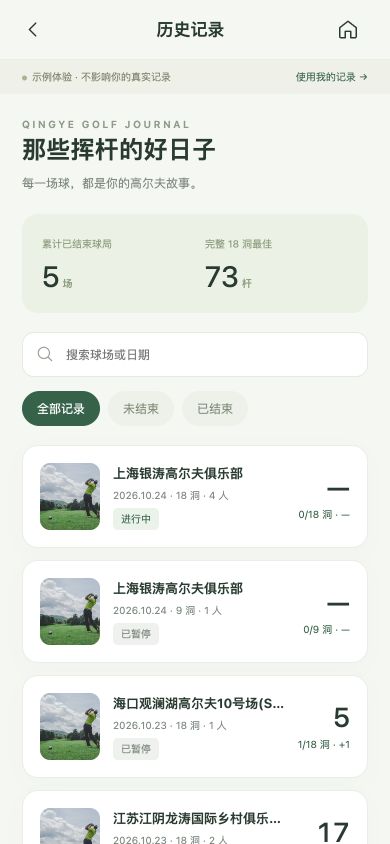 历史记录
示例体验 · 不影响你的真实记录
使用我的记录 →
QINGYE GOLF JOURNAL
那些挥杆的好日子
每一场球，都是你的高尔夫故事。
累计已结束球局
完整 18 洞最佳
5 场
73 杆
搜索球场或日期
全部记录
未结束
已结束
上海银涛高尔夫俱乐部
2026.10.24 · 18 洞 · 4 人
进行中
—
0/18 洞 · —
上海银涛高尔夫俱乐部
2026.10.24 · 9 洞 · 1 人
已暂停
—
0/9 洞 · —
海口观澜湖高尔夫10号场(S...
2026.10.23 · 18 洞 · 1 人
已暂停
5
1/18 洞 · +1
江苏江阴龙涛国际乡村俱乐...
2026.10.23 · 18 洞 · 2 人
17